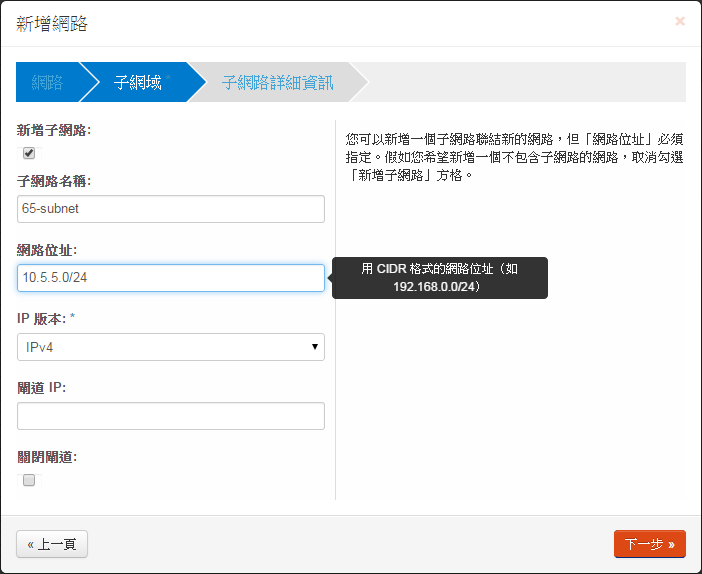 新增網路
×
網路
子網域 *
子網路詳細資訊
新增子網路:
子網路名稱:
65-subnet
網路位址:
10.5.5.0/24
用 CIDR 格式的網路位址（如
192.168.0.0/24）
IP 版本: *
IPv4
閘道 IP:
關閉閘道:
您可以新增一個子網路聯結新的網路，但「網路位址」必須
指定。假如您希望新增一個不包含子網路的網路，取消勾選
「新增子網路」方格。
« 上一頁
下一步 »